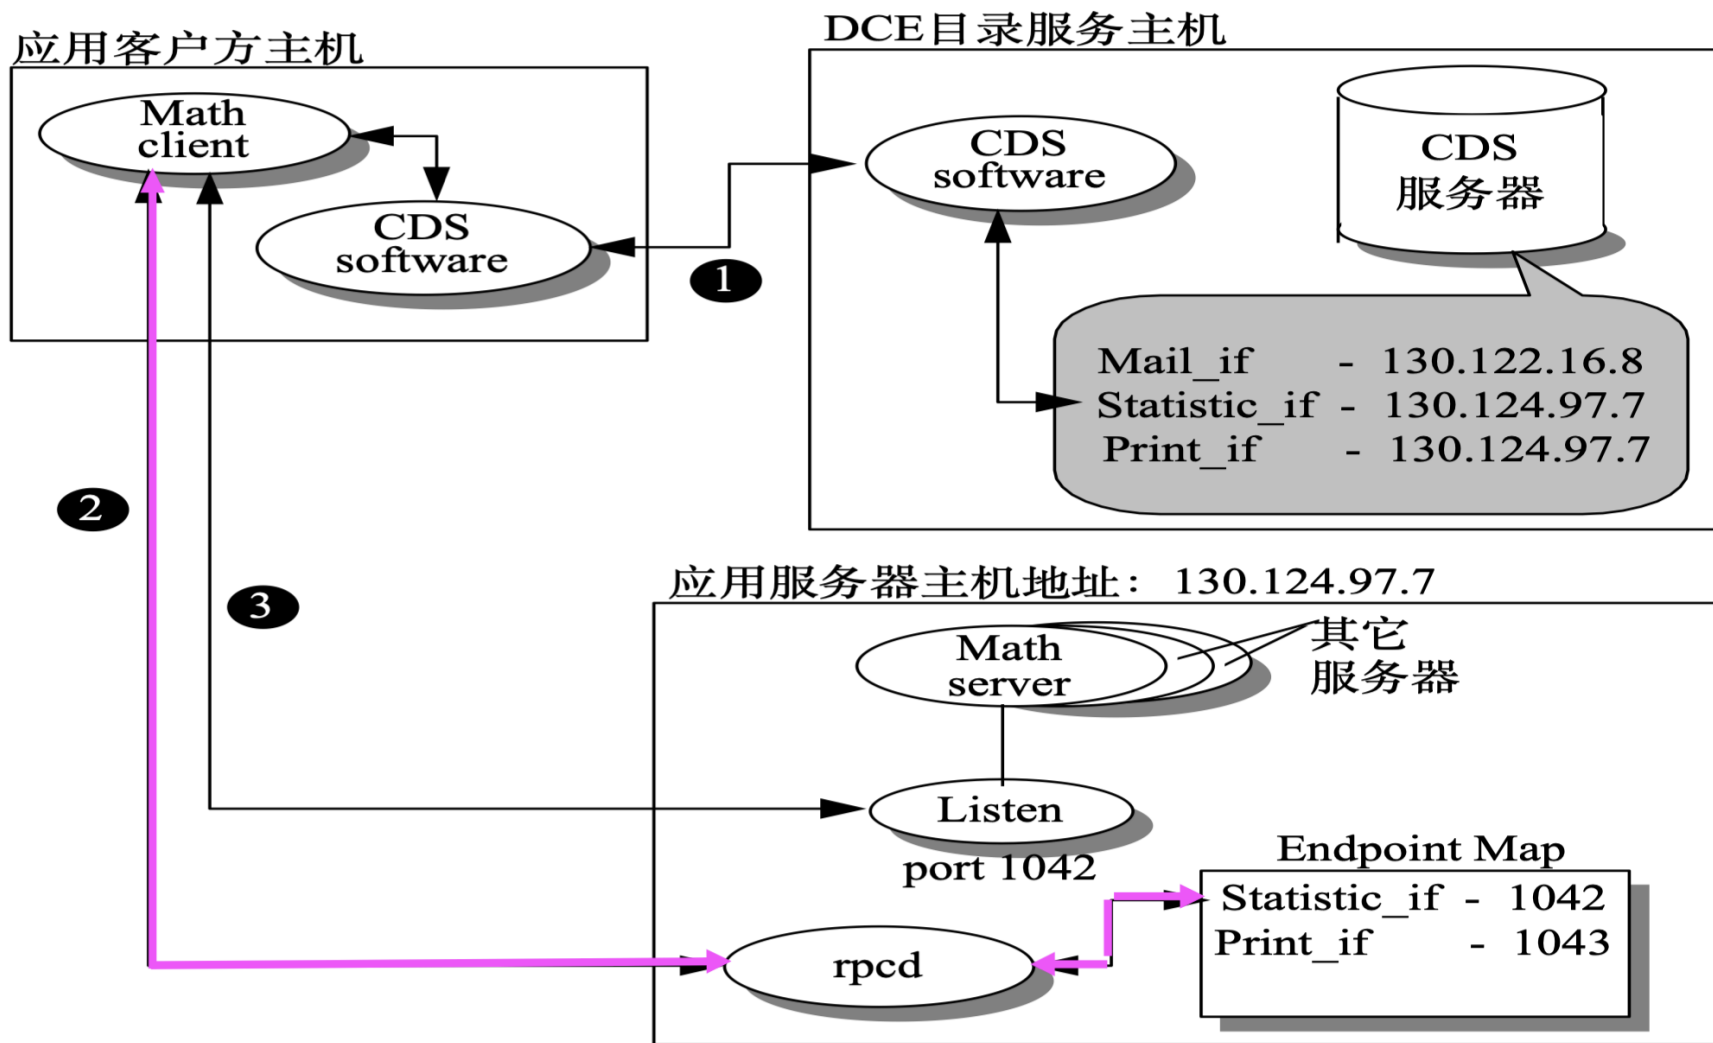 应用客户方主机
DCE目录服务主机
Math
client
CDS
software
CDS
software
CDS
服务器
1
Mail_if - 130.122.16.8
Statistic_if - 130.124.97.7
Print_if - 130.124.97.7
2
3
应用服务器主机地址： 130.124.97.7
Math
server
其它
服务器
Listen
port 1042
Endpoint Map
Statistic_if - 1042
Print_if - 1043
rpcd